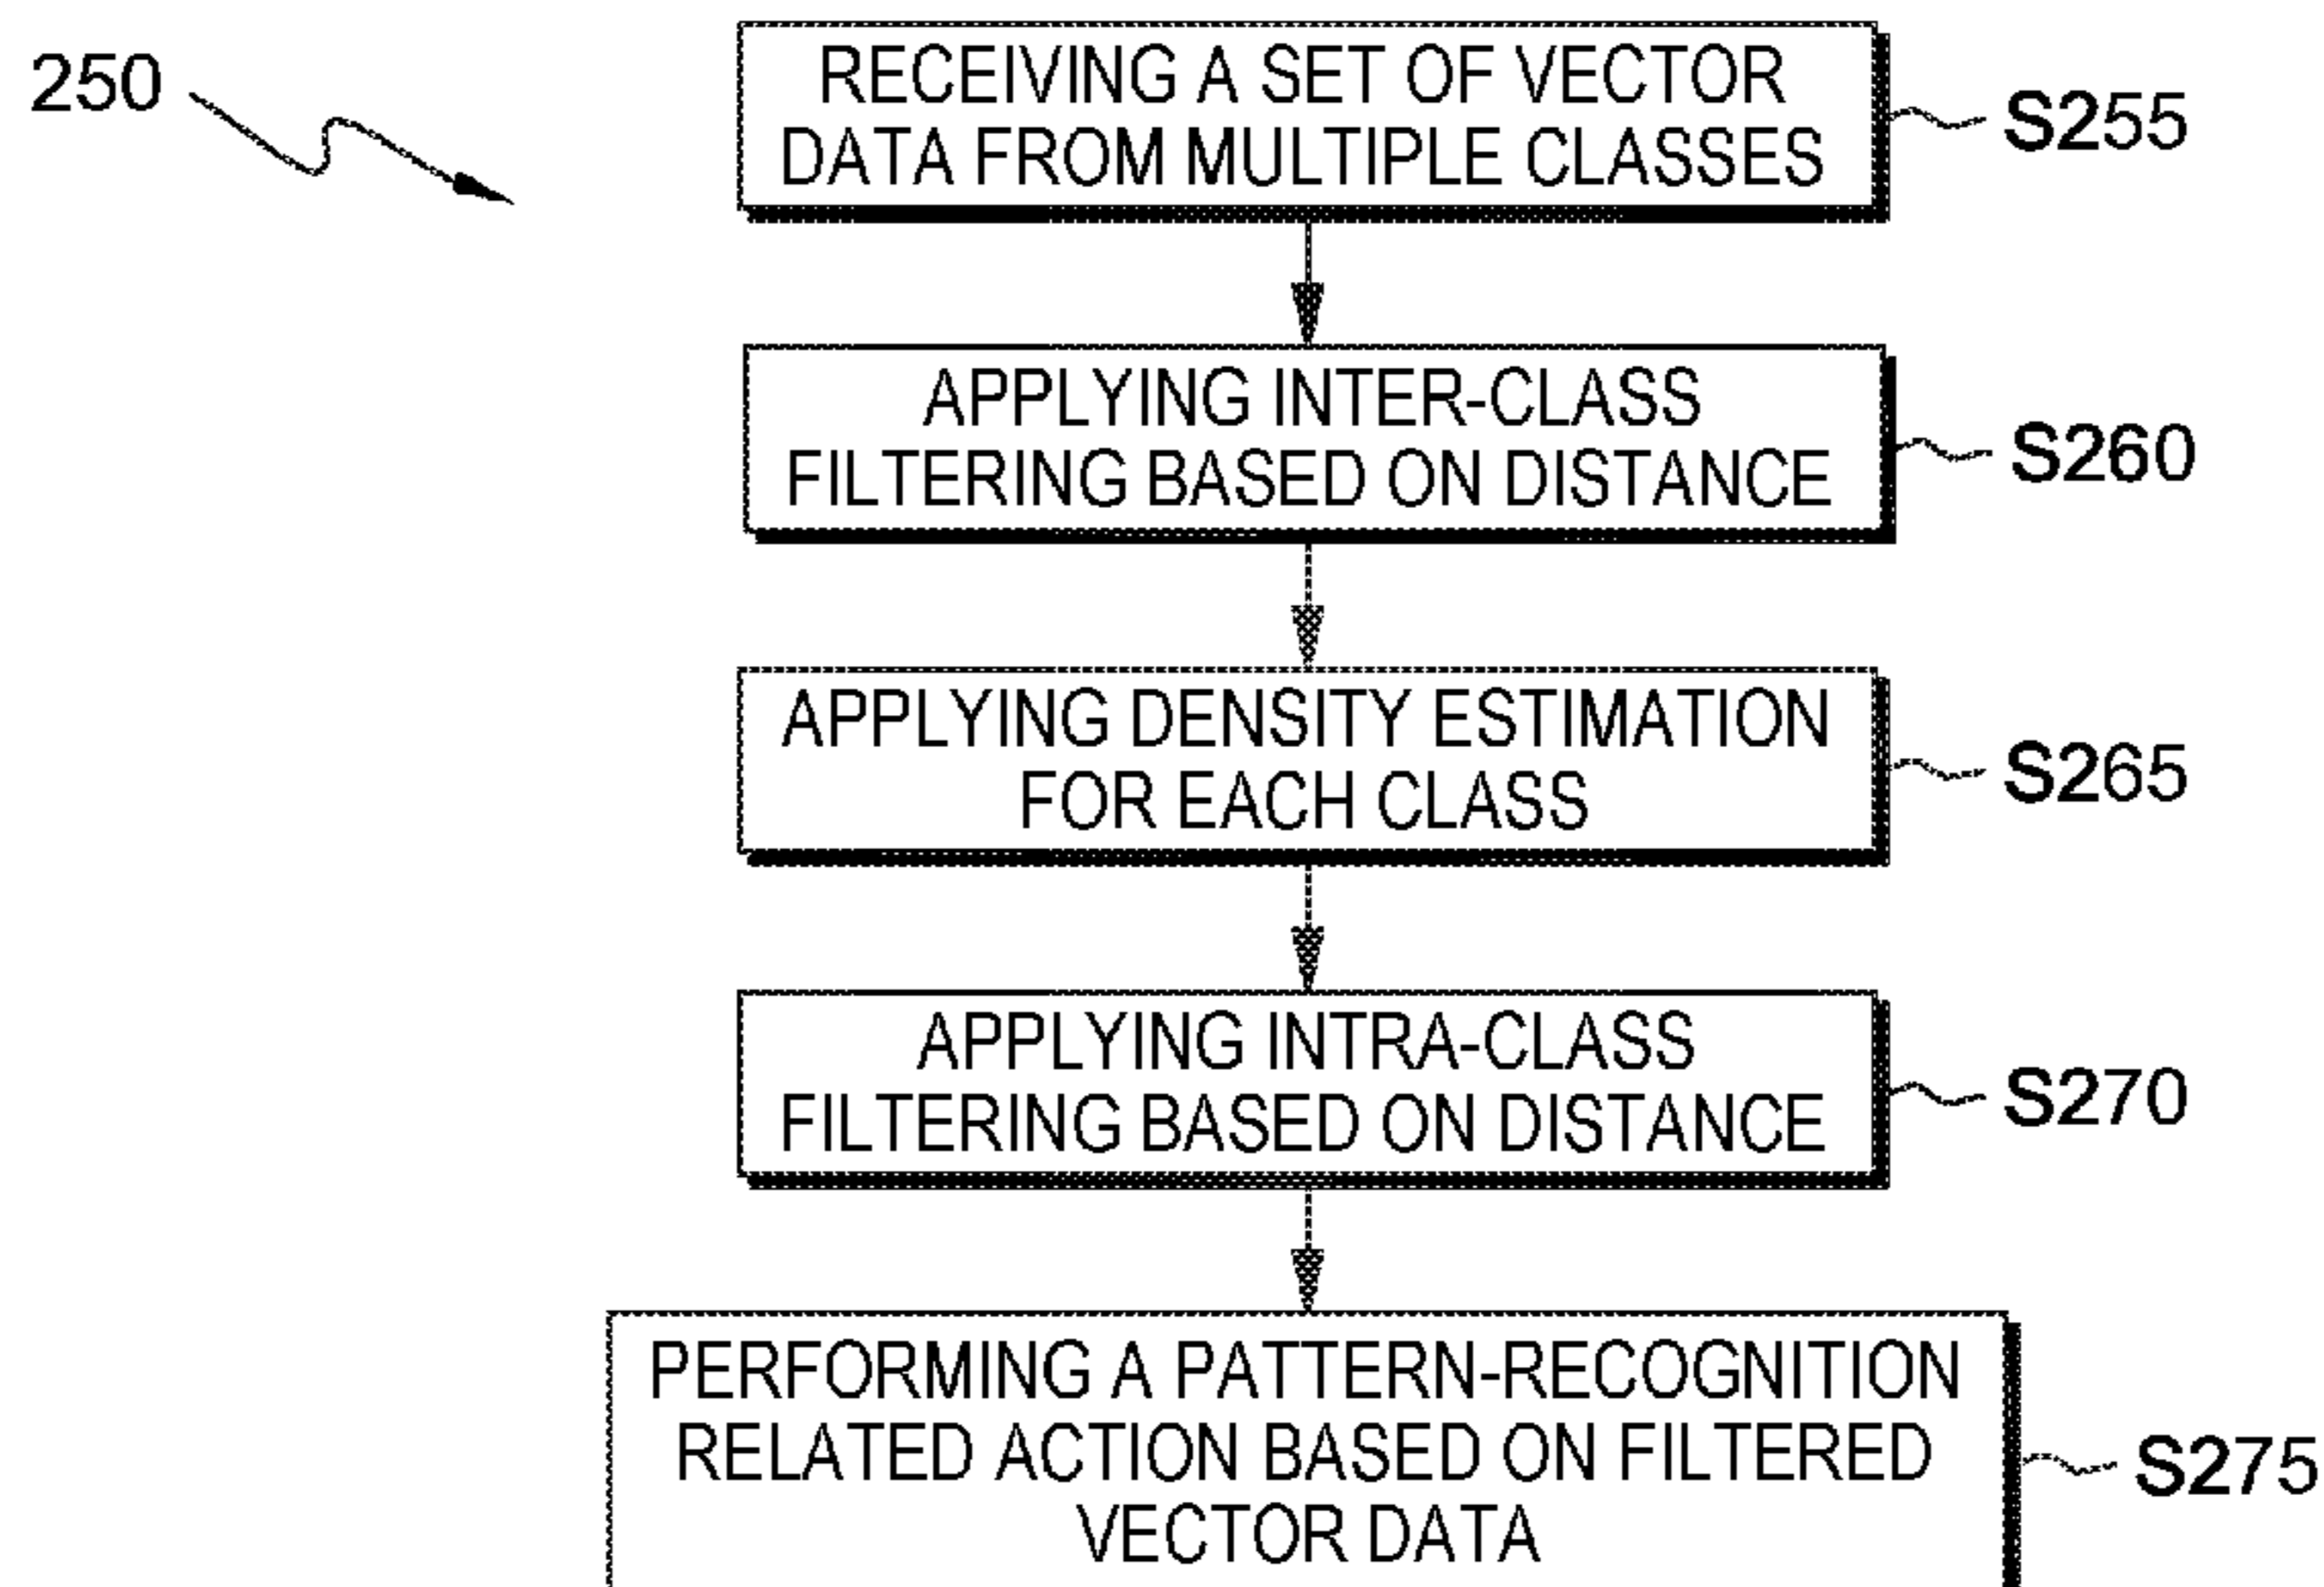 250
RECEIVING A SET OF VECTOR
DATA FROM MULTIPLE CLASSES
S255
APPLYING INTER-CLASS
FILTERING BASED ON DISTANCE
S260
APPLYING DENSITY ESTIMATION
FOR EACH CLASS
S265
APPLYING INTRA-CLASS
FILTERING BASED ON DISTANCE
S270
PERFORMING A PATTERN-RECOGNITION
RELATED ACTION BASED ON FILTERED
VECTOR DATA
S275